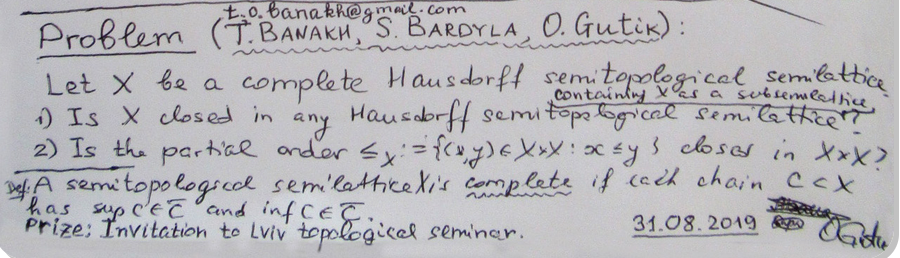 t.o.banakh@gmail.com
Problem (T. BANAKH, S. BARDYLA, O. Gutik):
Let X be a complete Hausdorff semitopological semilattice.
containing X as a subsemilattice
1) Is X closed in any Hausdorff semitopological semilattice?
2) Is the partial order ≤X := {(x,y) ∈ X×X : x ≤ y} closed in X×X?
Def: A semitopological semilattice X is complete if each chain C ⊂ X
has sup C ∈ C̅ and inf C ∈ C̅.
Prize: Invitation to Lviv topological seminar. 31.08.2019